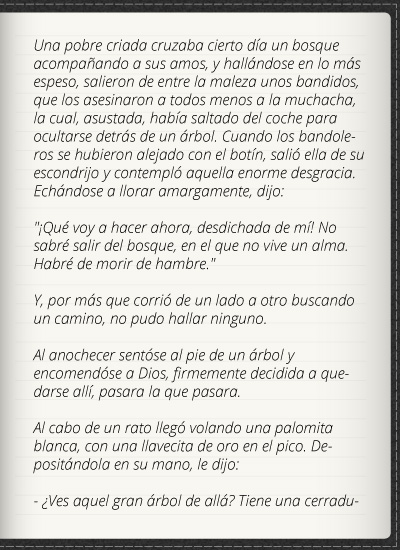 Una pobre criada cruzaba cierto día un bosque
acompañando a sus amos, y hallándose en lo más
espeso, salieron de entre la maleza unos bandidos,
que los asesinaron a todos menos a la muchacha,
la cual, asustada, había saltado del coche para
ocultarse detrás de un árbol. Cuando los bandole-
ros se hubieron alejado con el botín, salió ella de su
escondrijo y contempló aquella enorme desgracia.
Echándose a llorar amargamente, dijo:
"¡Qué voy a hacer ahora, desdichada de mí! No
sabré salir del bosque, en el que no vive un alma.
Habré de morir de hambre."
Y, por más que corrió de un lado a otro buscando
un camino, no pudo hallar ninguno.
Al anochecer sentóse al pie de un árbol y
encomendóse a Dios, firmemente decidida a que-
darse allí, pasara la que pasara.
Al cabo de un rato llegó volando una palomita
blanca, con una llavecita de oro en el pico. De-
positándola en su mano, le dijo:
- ¿Ves aquel gran árbol de allá? Tiene una cerradu-